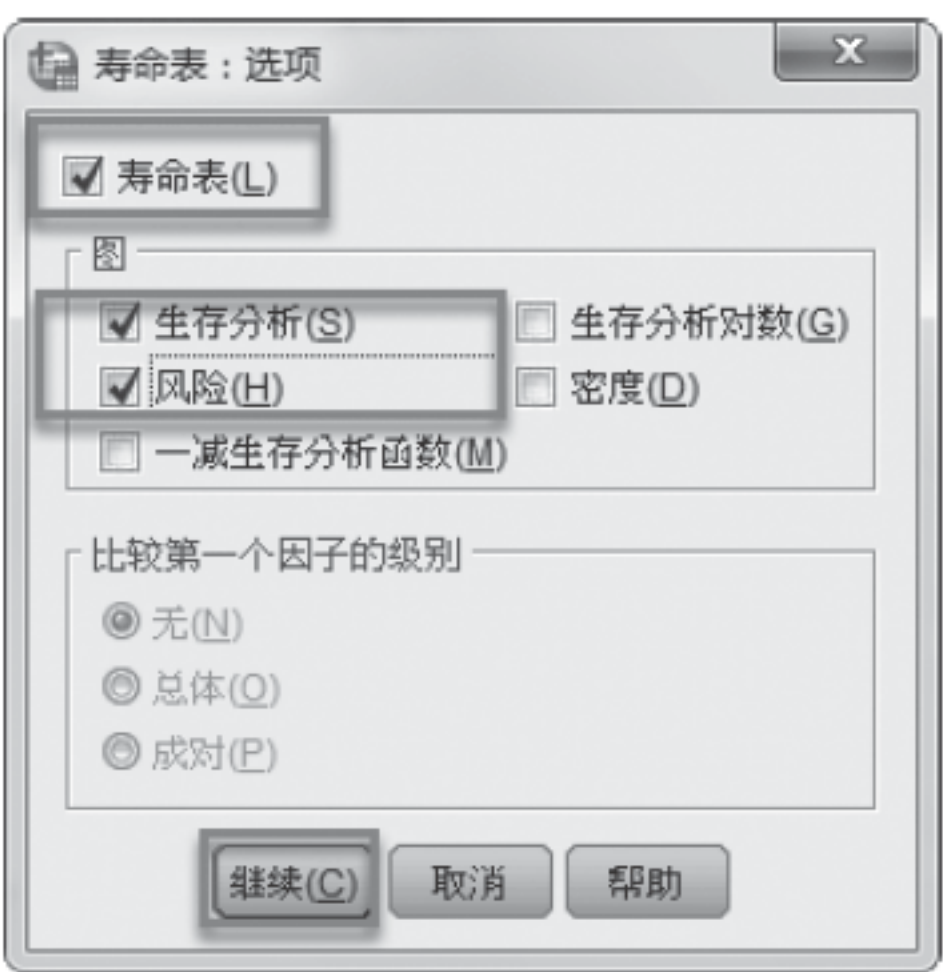 寿命表：选项
寿命表(L)
图
生存分析(S) 生存分析对数(G)
风险(H) 密度(D)
一减生存分析函数(M)
比较第一个因子的级别
无(N)
总体(O)
成对(P)
继续(C) 取消 帮助